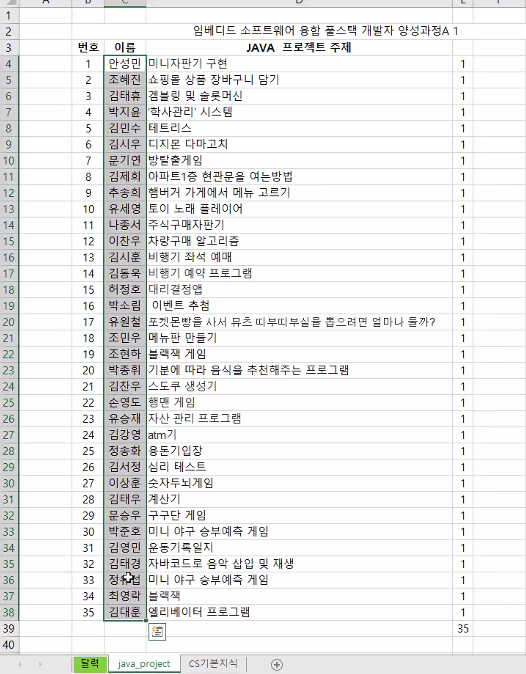 A B C D E F
1
2 임베디드 소프트웨어 융합 풀스택 개발자 양성과정A 1
3 번호 이름 JAVA 프로젝트 주제
4 1 안성민 미니자판기 구현 1
5 2 조혜진 쇼핑몰 상품 장바구니 담기 1
6 3 김태휴 겜블링 및 슬롯머신 1
7 4 박지윤 '학사관리' 시스템 1
8 5 김민수 테트리스 1
9 6 김시우 디지몬 다마고치 1
10 7 문기연 방탈출게임 1
11 8 김제희 아파트1층 현관문을 여는방법 1
12 9 추송희 햄버거 가게에서 메뉴 고르기 1
13 10 유세영 토이 노래 플레이어 1
14 11 나종서 주식구매자판기 1
15 12 이찬우 차량구매 알고리즘 1
16 13 김시훈 비행기 좌석 예매 1
17 14 김동욱 비행기 예약 프로그램 1
18 15 허정호 대리결정앱 1
19 16 박소림 이벤트 추첨 1
20 17 유원철 포켓몬빵을 사서 뮤츠 띠부띠부실을 뽑으려면 얼마나 들까? 1
21 18 조민우 메뉴판 만들기 1
22 19 조현하 블랙잭 게임 1
23 20 박종휘 기분에 따라 음식을 추천해주는 프로그램 1
24 21 김찬우 스도쿠 생성기 1
25 22 손영도 행맨 게임 1
26 23 유승재 자산 관리 프로그램 1
27 24 김강영 atm기 1
28 25 정송화 용돈기입장 1
29 26 김서정 심리 테스트 1
30 27 이상훈 숫자두뇌게임 1
31 28 김태우 계산기 1
32 29 문승우 구구단 게임 1
33 30 박준호 미니 야구 승부예측 게임 1
34 31 김영민 운동기록일지 1
35 32 김태경 자바코드로 음악 삽입 및 재생 1
36 33 미니 야구 승부예측 게임 1
37 34 최영락 블랙잭 1
38 35 김대훈 엘리베이터 프로그램 1
39 35
40
달력 java_project CS기본지식